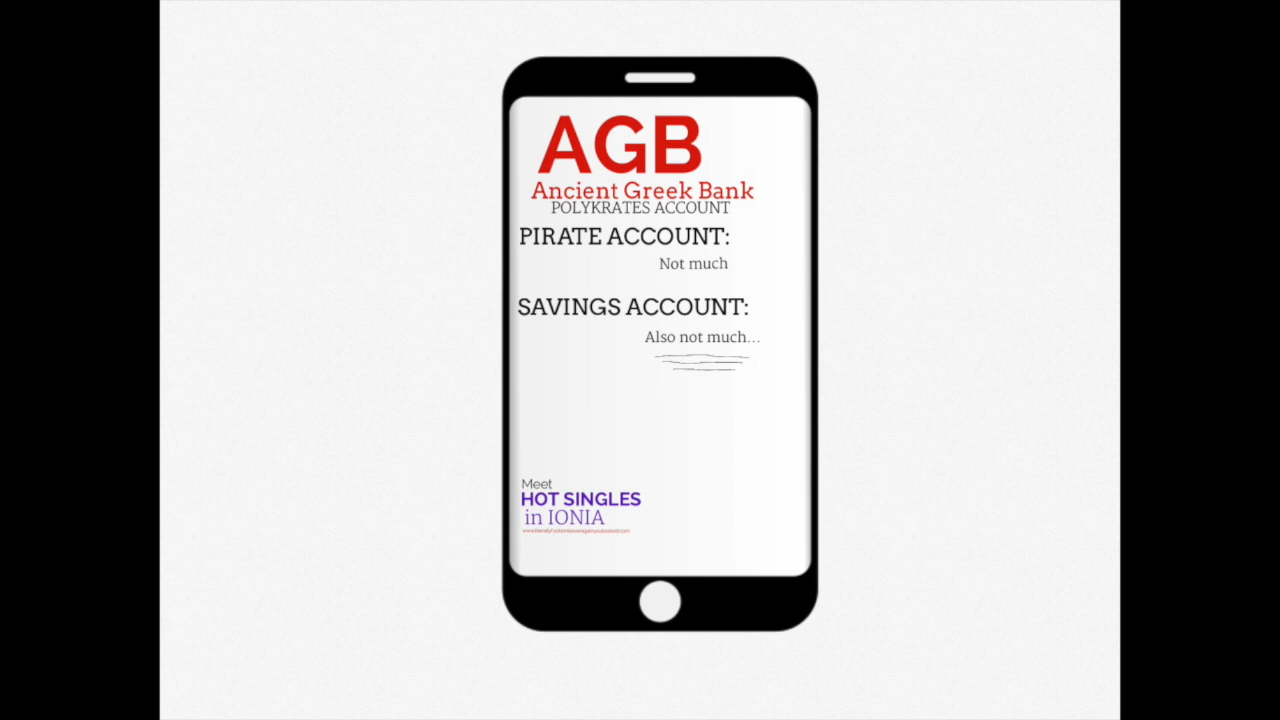 AGB
Ancient Greek Bank
POLYKRATES ACCOUNT
PIRATE ACCOUNT:
Not much
SAVINGS ACCOUNT:
Also not much...
Meet
HOT SINGLES
in IONIA